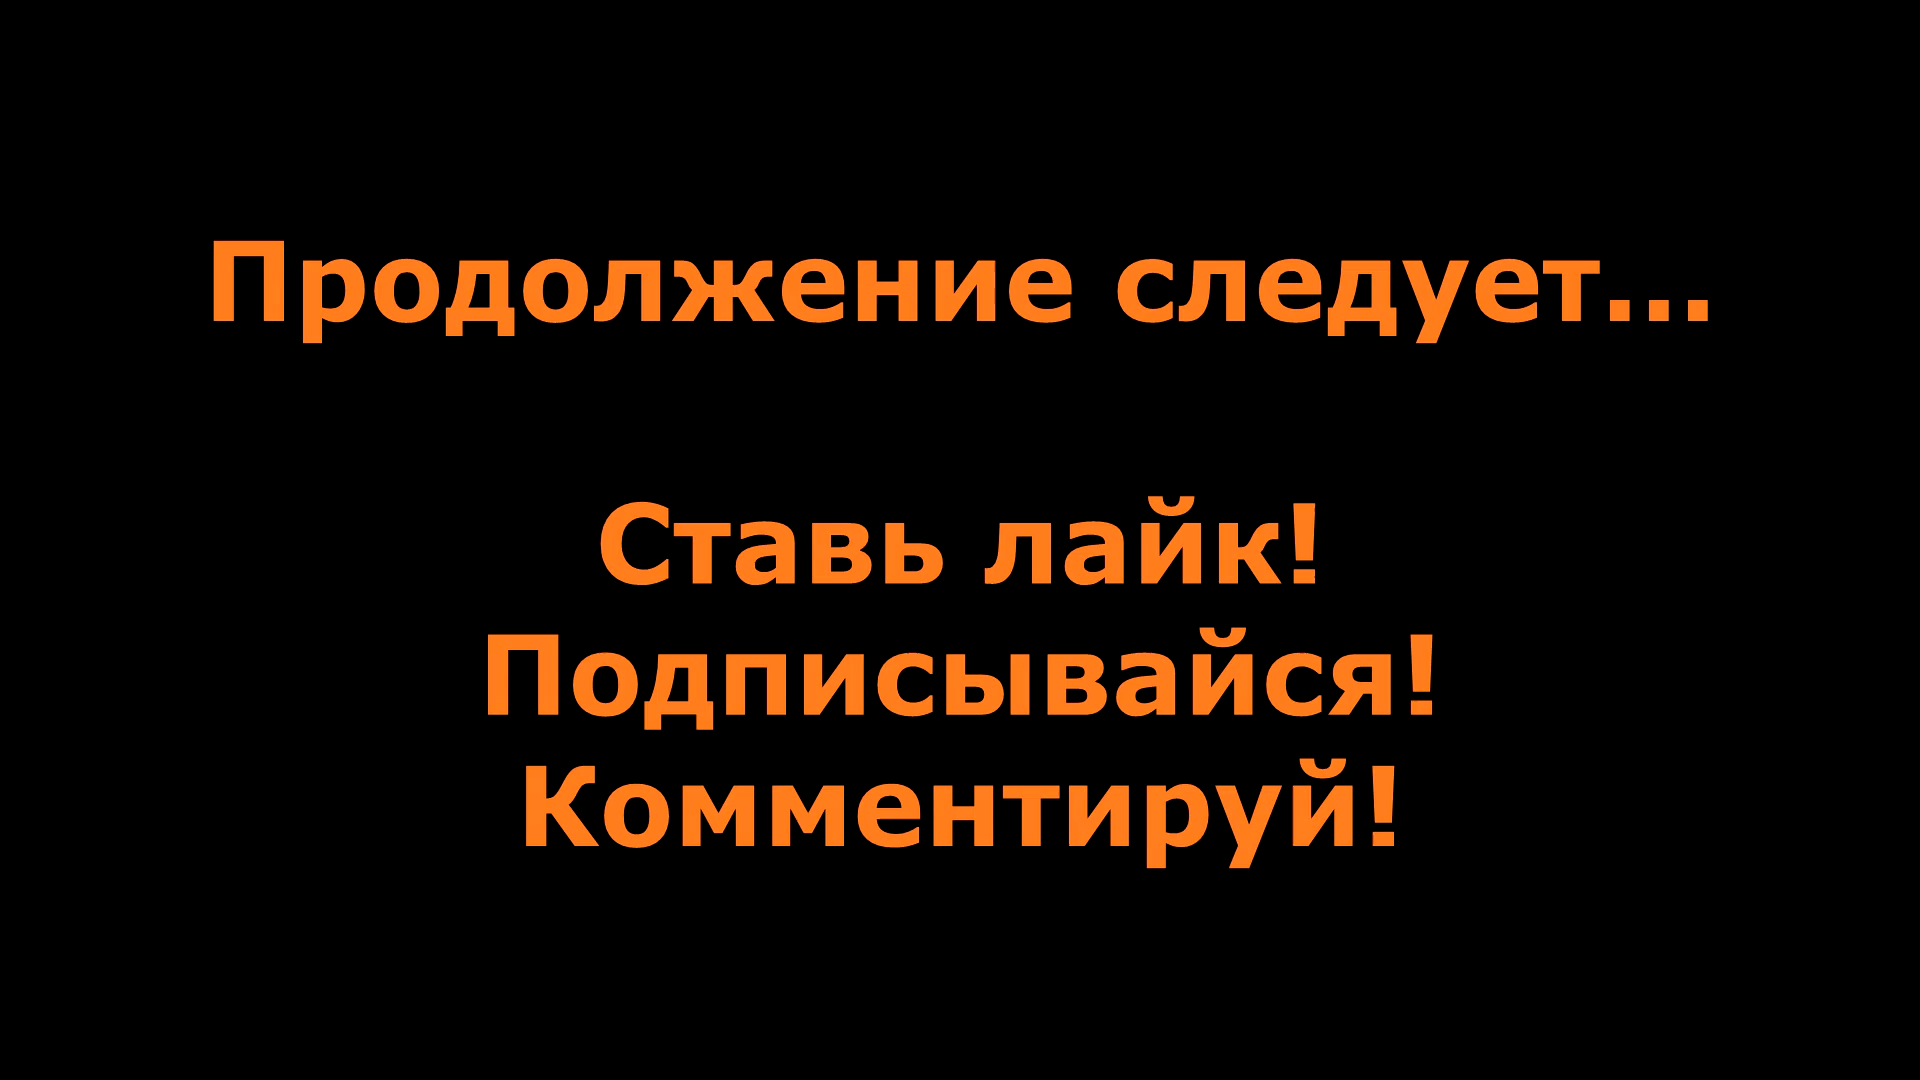 Продолжение следует...
Ставь лайк!
Подписывайся!
Комментируй!